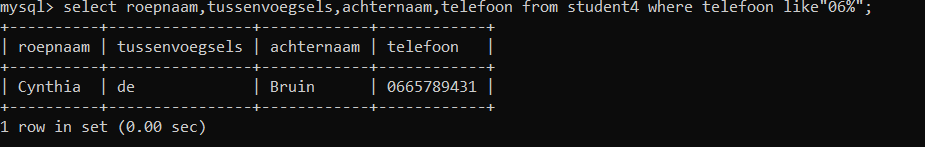 mysql> select roepnaam,tussenvoegsels,achternaam,telefoon from student4 where telefoon like"06%";
+----------+----------------+------------+------------+
| roepnaam | tussenvoegsels | achternaam | telefoon   |
+----------+----------------+------------+------------+
| Cynthia  | de             | Bruin      | 0665789431 |
+----------+----------------+------------+------------+
1 row in set (0.00 sec)